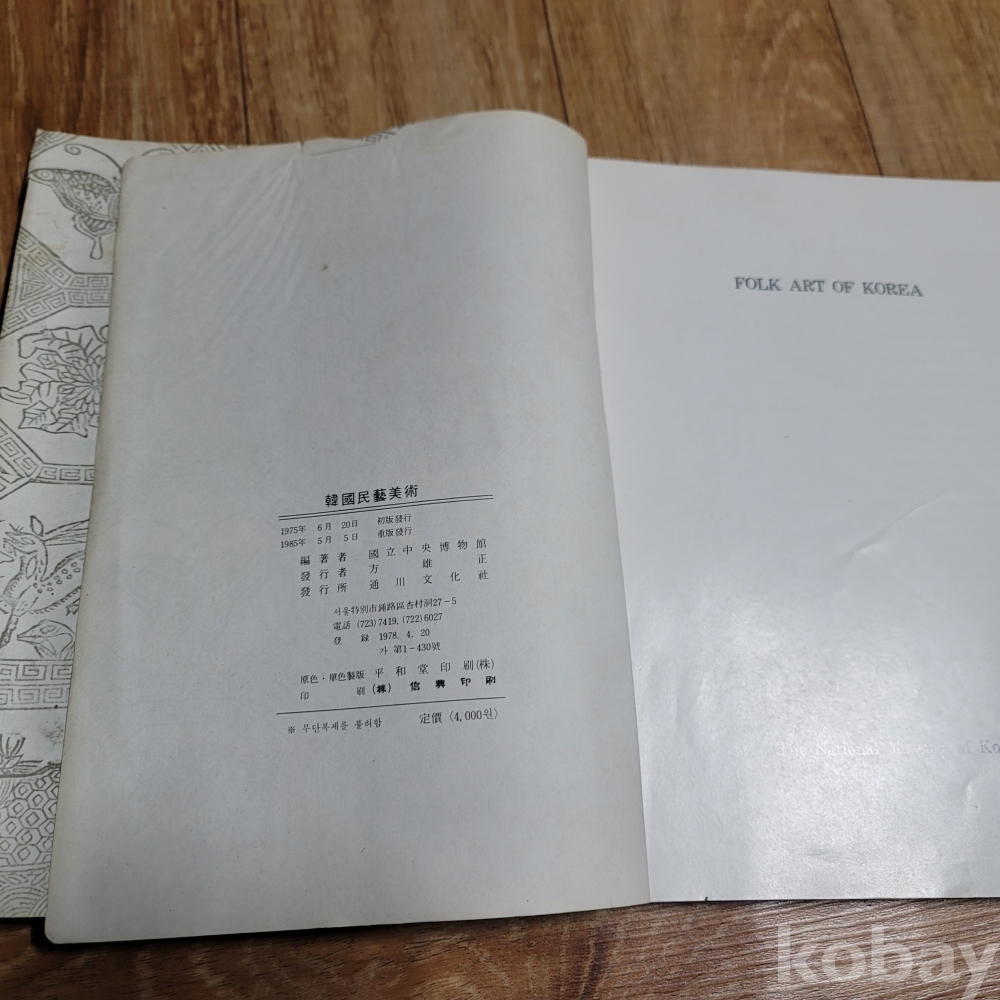 韓國民藝美術
1975年 6月 20日 初版發行
1985年 5月 5日 重版發行
編著者 國立中央博物館
發行者 方雄正
發行所 通川文化社
서울特別市鍾路區杏村洞27-5
電話 (723)7419, (722)6027
登錄 1978. 4. 20
가 第1-430號
原色·單色製版 平和堂印刷(株)
印刷 (株) 信興印刷
※ 무단복제를 불허함 定價 〈4,000원〉
FOLK ART OF KOREA
National Museum of Ko
kobay